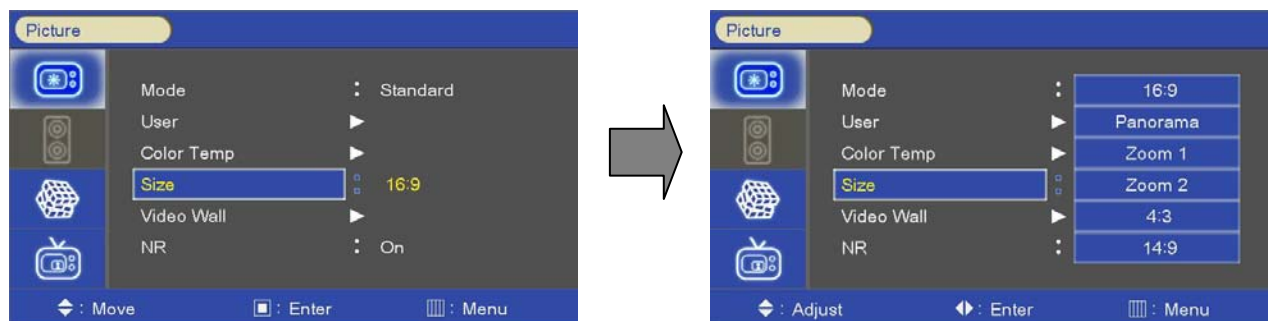 Picture
Mode : Standard
User ▶
Color Temp ▶
Size : 16:9
Video Wall ▶
NR : On
: Move : Enter : Menu
Picture
Mode : 16:9
User ▶ Panorama
Color Temp ▶ Zoom 1
Size : Zoom 2
Video Wall ▶ 4:3
NR : 14:9
: Adjust : Enter : Menu